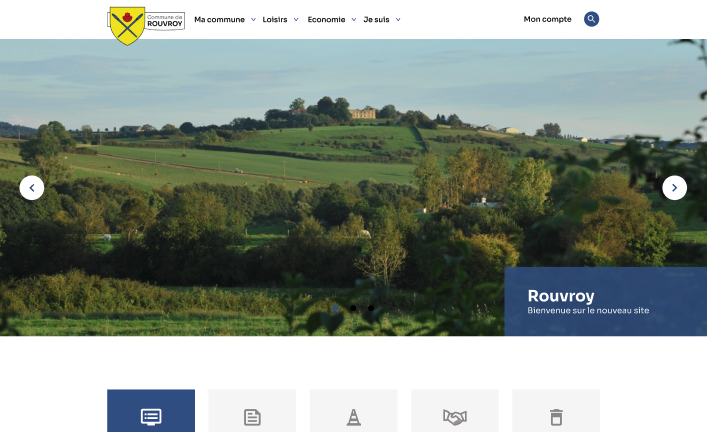 Commune de
ROUVROY
Ma commune
Loisirs
Economie
Je suis
Mon compte
Rouvroy
Bienvenue sur le nouveau site